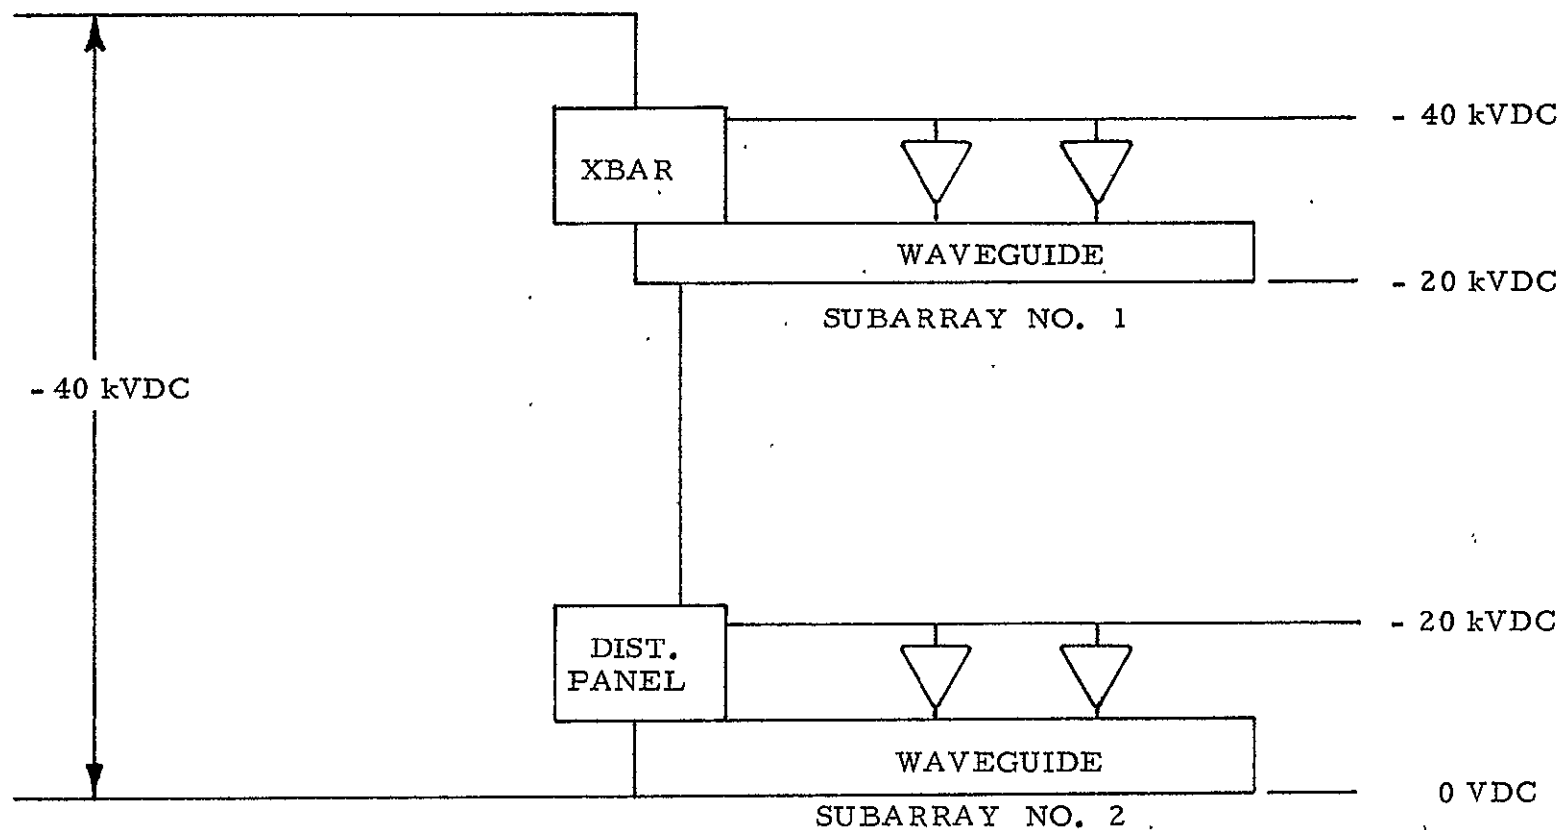 - 40 kVDC
XBAR
WAVEGUIDE
- 20 kVDC
SUBARRAY NO. 1
- 40 kVDC
- 20 kVDC
DIST.
PANEL
WAVEGUIDE
0 VDC
SUBARRAY NO. 2